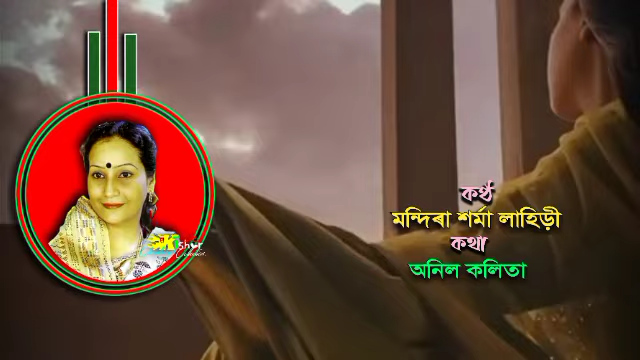 কণ্ঠ
মন্দিৰা শৰ্মা লাহিড়ী
কথা
অনিল কলিতা